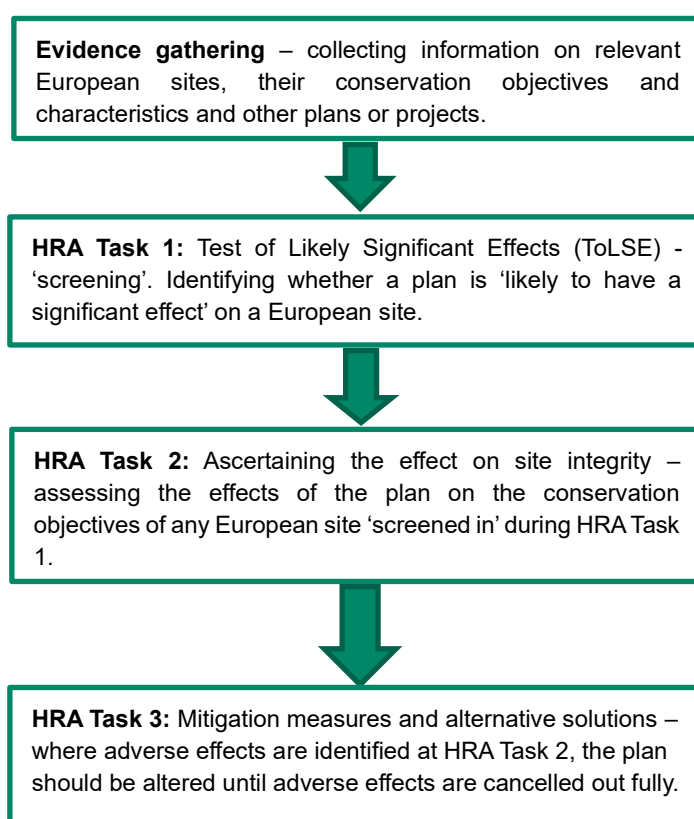 Evidence gathering – collecting information on relevant
European sites, their conservation objectives and
characteristics and other plans or projects.
HRA Task 1: Test of Likely Significant Effects (ToLSE) -
‘screening’. Identifying whether a plan is ‘likely to have a
significant effect’ on a European site.
HRA Task 2: Ascertaining the effect on site integrity –
assessing the effects of the plan on the conservation
objectives of any European site ‘screened in’ during HRA Task
1.
HRA Task 3: Mitigation measures and alternative solutions –
where adverse effects are identified at HRA Task 2, the plan
should be altered until adverse effects are cancelled out fully.